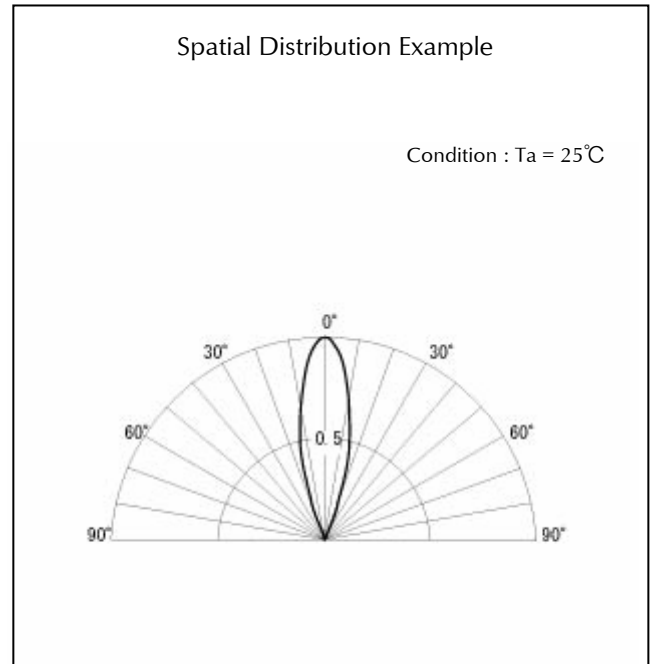 Spatial Distribution Example
Condition : Ta = 25℃
0°
30° 30°
0. 5
60° 60°
90° 90°